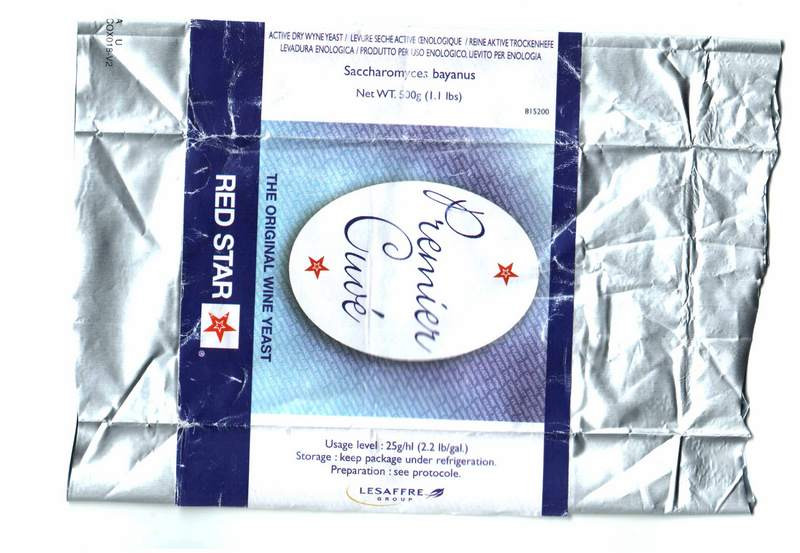 A U
COX015-V2
ACTIVE DRY WYNE YEAST / LEVURE SECHE ACTIVE ŒNOLOGIQUE / REINE AKTIVE TROCKENHEFE
LEVADURA ENOLOGICA / PRODUTTO PER USO ENOLOGICO, LIEVITO PER ENOLOGIA
Saccharomyces bayanus
Net WT. 500g (1.1 lbs)
B15200
Premier
Cuvé
THE ORIGINAL WINE YEAST
RED STAR
®
Usage level : 25g/hl (2.2 lb/gal.)
Storage : keep package under refrigeration.
Preparation : see protocole.
LESAFFRE
GROUP